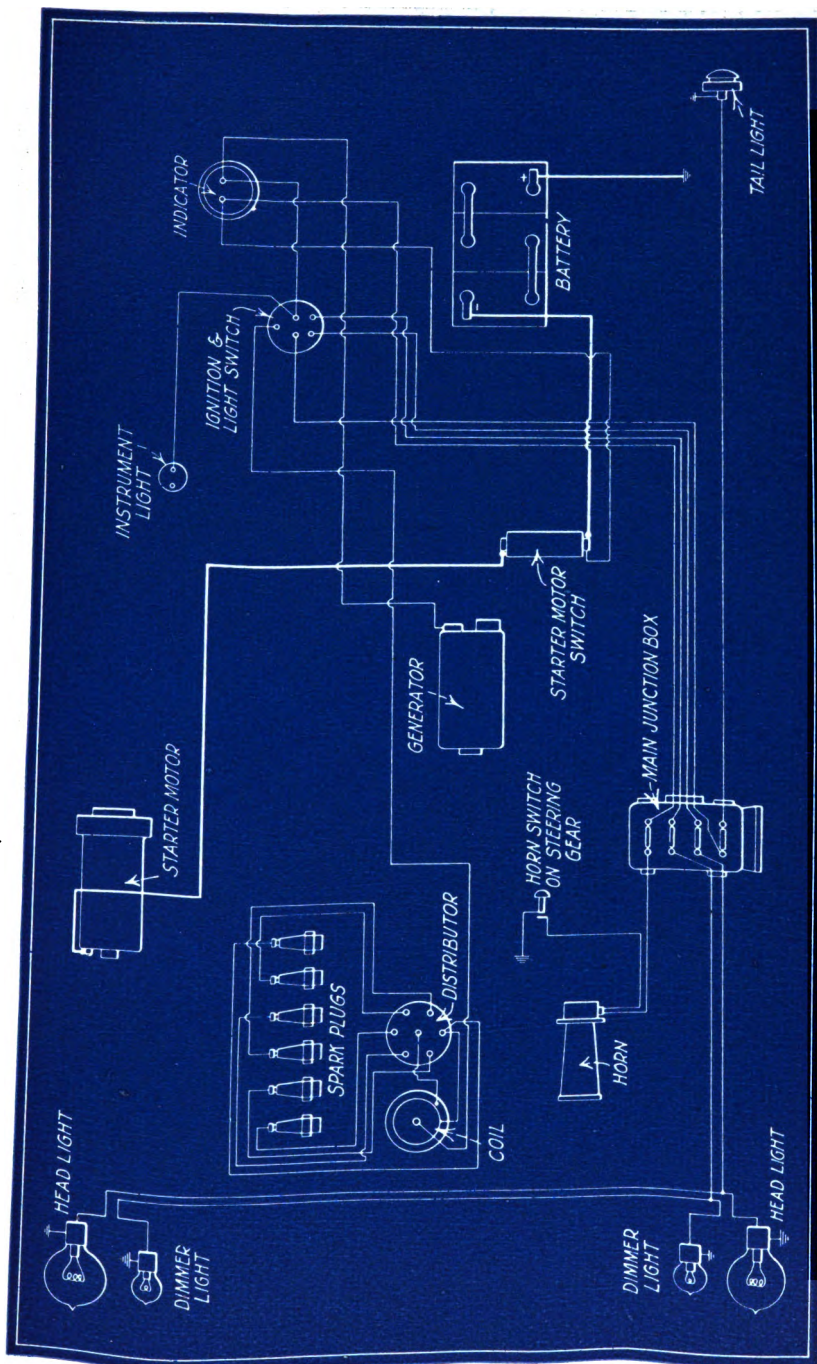 HEAD LIGHT
DIMMER
LIGHT
STARTER MOTOR
INSTRUMENT
LIGHT
INDICATOR
IGNITION &
LIGHT SWITCH
SPARK PLUGS
COIL
DISTRIBUTOR
GENERATOR
-
+
BATTERY
STARTER MOTOR
SWITCH
HORN SWITCH
ON STEERING
GEAR
HORN
MAIN JUNCTION BOX
DIMMER
LIGHT
HEAD LIGHT
TAIL LIGHT